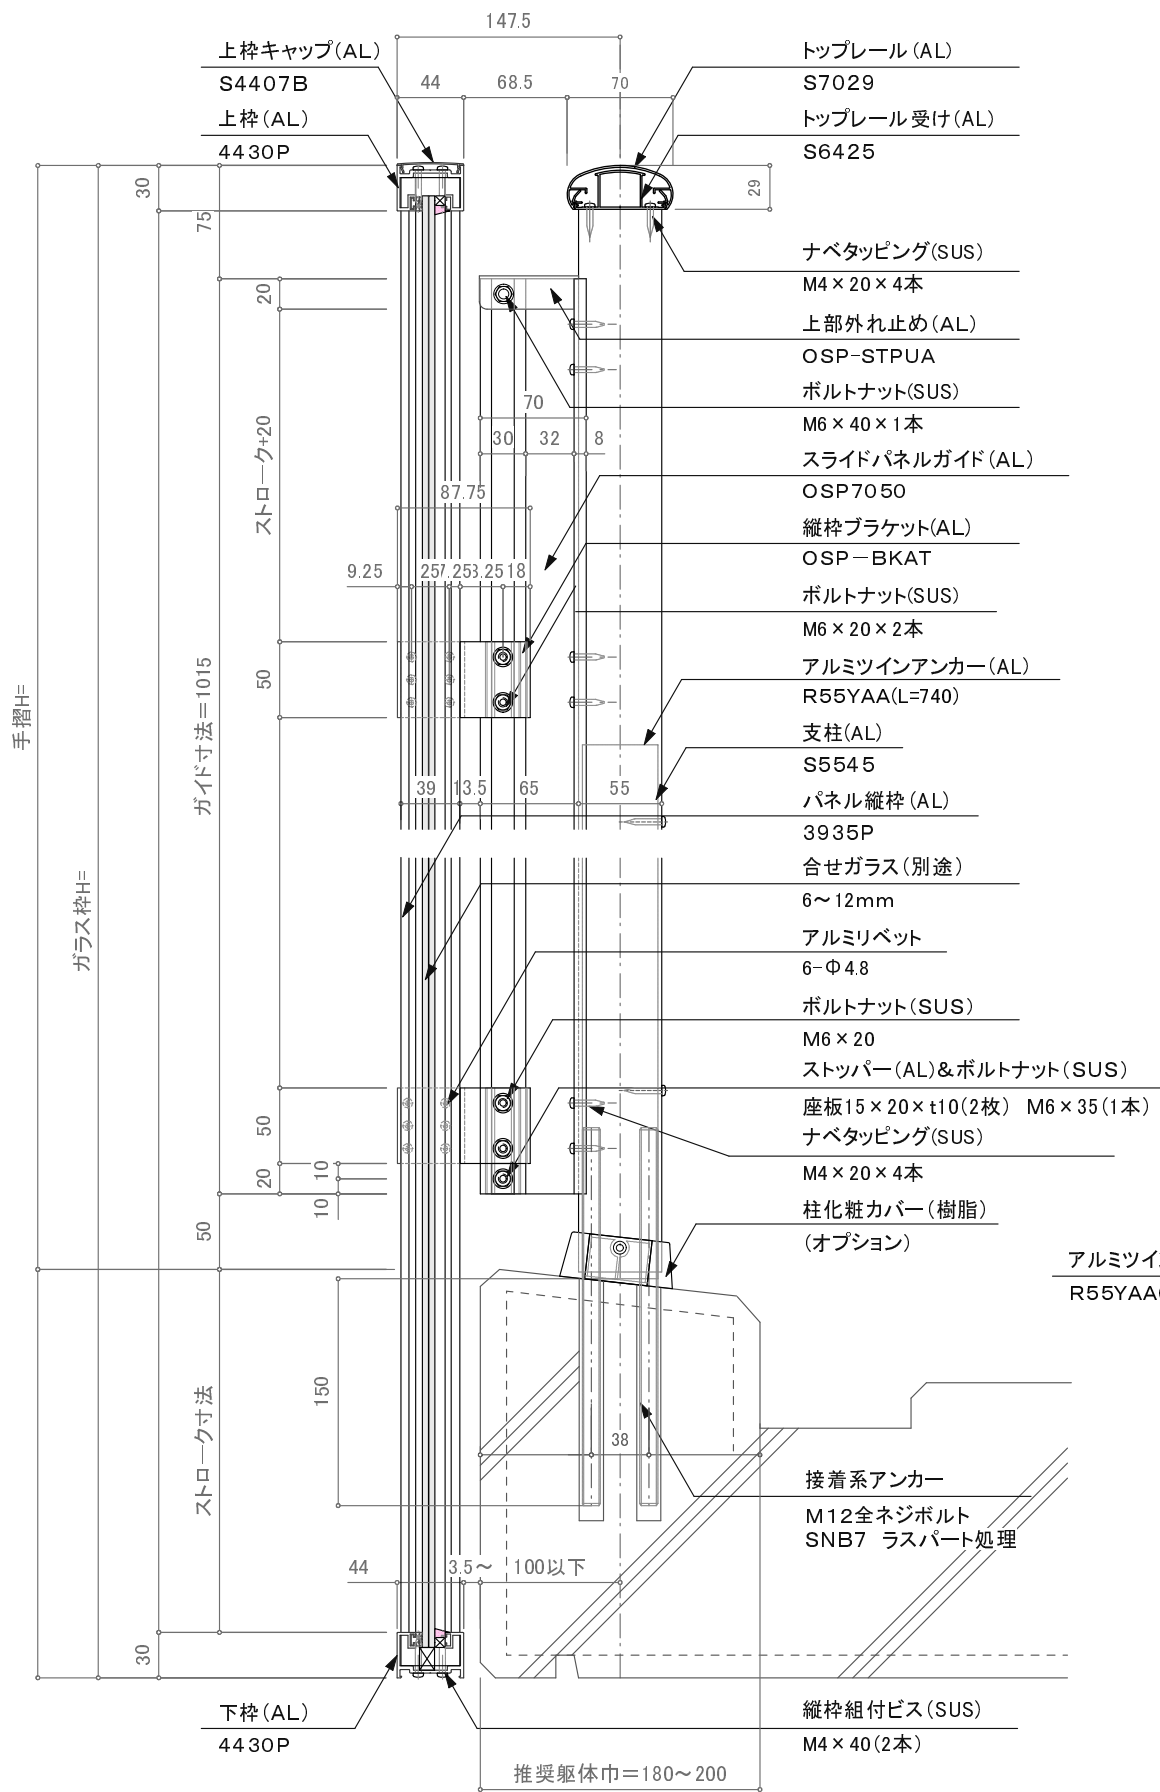 147.5
上枠キャップ(AL)
S4407B
44
68.5
70
トップレール(AL)
S7029
上枠(AL)
4430P
トップレール受け(AL)
S6425
30
75
29
ナベタッピング(SUS)
M4×20×4本
20
上部外れ止め(AL)
OSP-STPUA
ボルトナット(SUS)
M6×40×1本
70
30
32
8
ストローク+20
スライドパネルガイド(AL)
OSP7050
87.75
縦枠ブラケット(AL)
OSP-BKAT
9.25
25
7.25
3.25
18
ボルトナット(SUS)
M6×20×2本
50
ガイド寸法=1015
アルミツインアンカー(AL)
R55YAA(L=740)
手摺H=
支柱(AL)
S5545
39
13.5
65
55
パネル縦枠(AL)
3935P
ガラス枠H=
合せガラス(別途)
6~12mm
アルミリベット
6-Φ4.8
ボルトナット(SUS)
M6×20
ストッパー(AL)&ボルトナット(SUS)
座板15×20×t10(2枚) M6×35(1本)
50
ナベタッピング(SUS)
M4×20×4本
20
10
10
50
柱化粧カバー(樹脂)
(オプション)
アルミツイ
R55YAA
150
ストローク寸法
38
接着系アンカー
M12全ネジボルト
SNB7 ラスパート処理
44
3.5~
100以下
30
下枠(AL)
4430P
縦枠組付ビス(SUS)
M4×40(2本)
推奨躯体巾=180~200